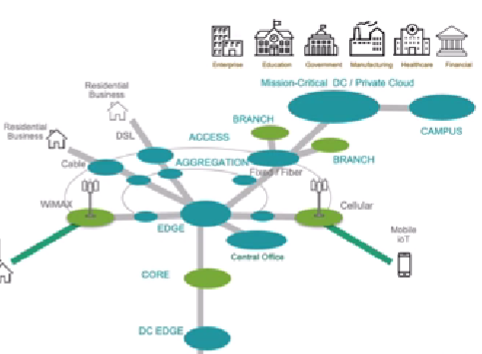 Enterprise Education Government Manufacturing Healthcare Financial
Mission-Critical DC / Private Cloud
Residential
Business
BRANCH
CAMPUS
Residential
Business
DSL
ACCESS
Cable
AGGREGATION
BRANCH
Fixed / Fiber
WiMAX
Cellular
EDGE
Mobile
IoT
Central Office
CORE
DC EDGE